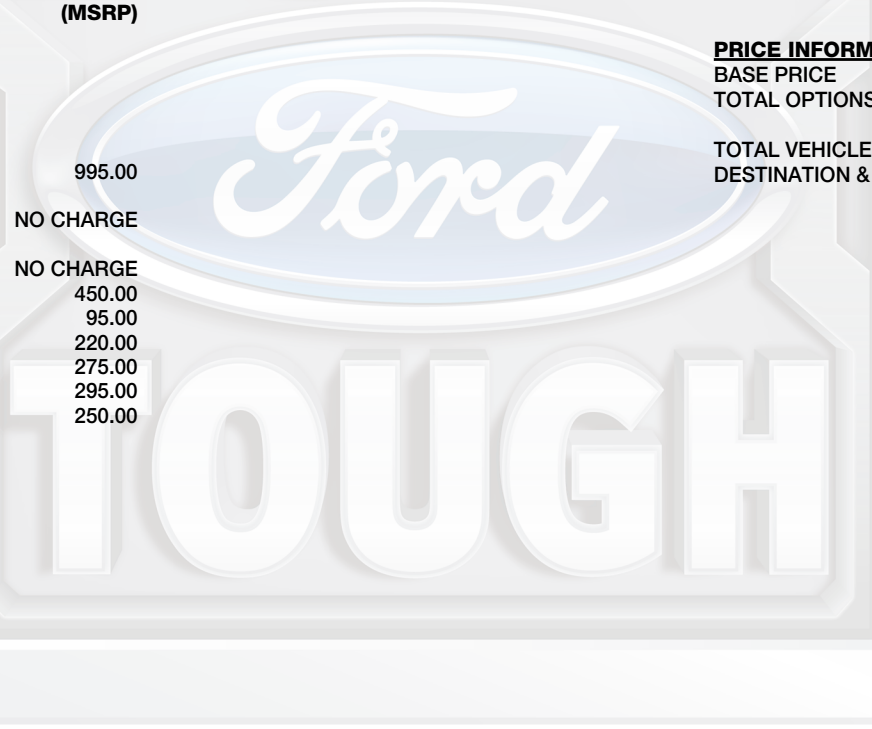 (MSRP)
995.00
NO CHARGE
NO CHARGE
450.00
95.00
220.00
275.00
295.00
250.00
PRICE INFORM
BASE PRICE
TOTAL OPTIONS
TOTAL VEHICLE
DESTINATION &
Ford
TOUGH